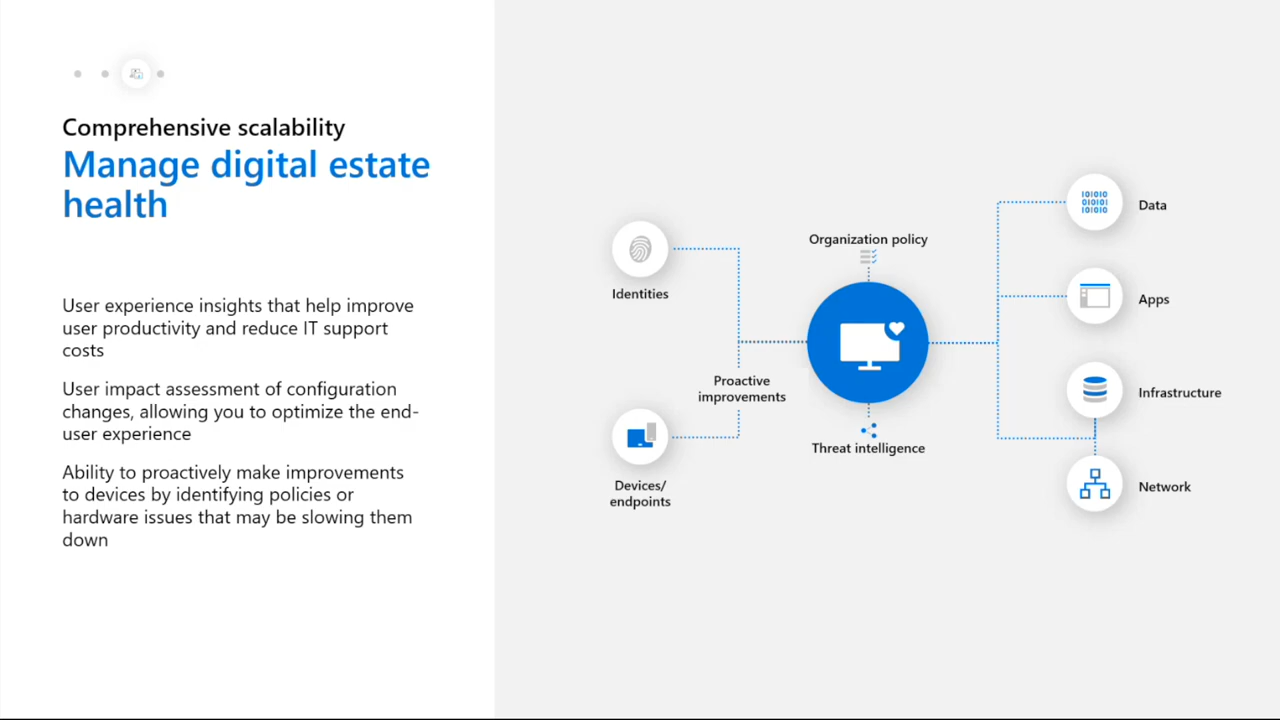 Comprehensive scalability
Manage digital estate
health
User experience insights that help improve
user productivity and reduce IT support
costs
User impact assessment of configuration
changes, allowing you to optimize the end-
user experience
Ability to proactively make improvements
to devices by identifying policies or
hardware issues that may be slowing them
down
Identities
Proactive
improvements
Devices/
endpoints
Organization policy
Threat intelligence
101010
010101
101010
Data
Apps
Infrastructure
Network